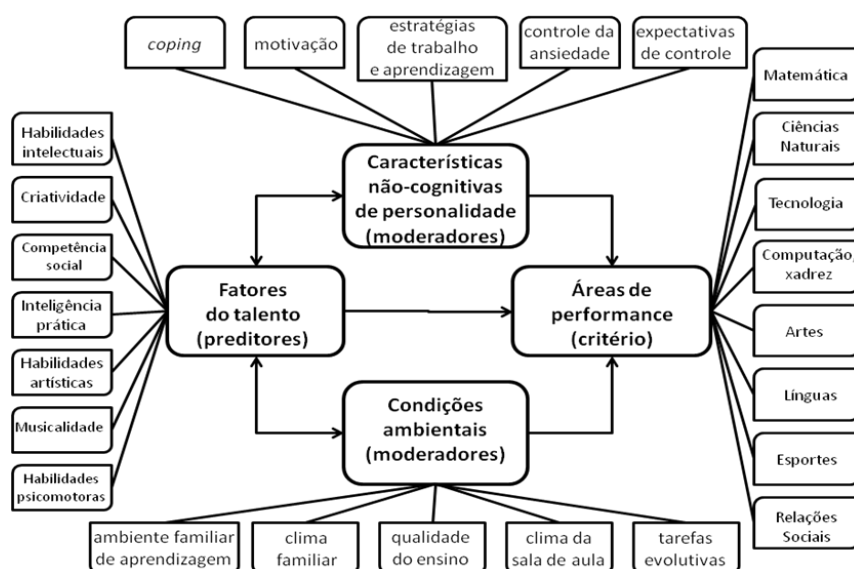 coping
motivação
estratégias
de trabalho
e aprendizagem
controle da
ansiedade
expectativas
de controle
Habilidades
intelectuais
Criatividade
Competência
social
Inteligência
prática
Habilidades
artísticas
Musicalidade
Habilidades
psicomotoras
Características
não-cognitivas
de personalidade
(moderadores)
Fatores
do talento
(preditores)
Áreas de
performance
(critério)
Condições
ambientais
(moderadores)
Matemática
Ciências
Naturais
Tecnologia
Computação,
xadrez
Artes
Línguas
Esportes
Relações
Sociais
ambiente familiar
de aprendizagem
clima
familiar
qualidade
do ensino
clima da
sala de aula
tarefas
evolutivas